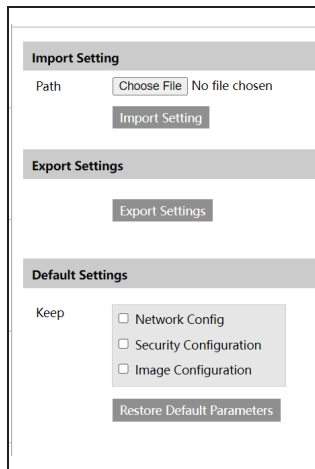 Import Setting
Path Choose File No file chosen
Import Setting
Export Settings
Export Settings
Default Settings
Keep Network Config
Security Configuration
Image Configuration
Restore Default Parameters